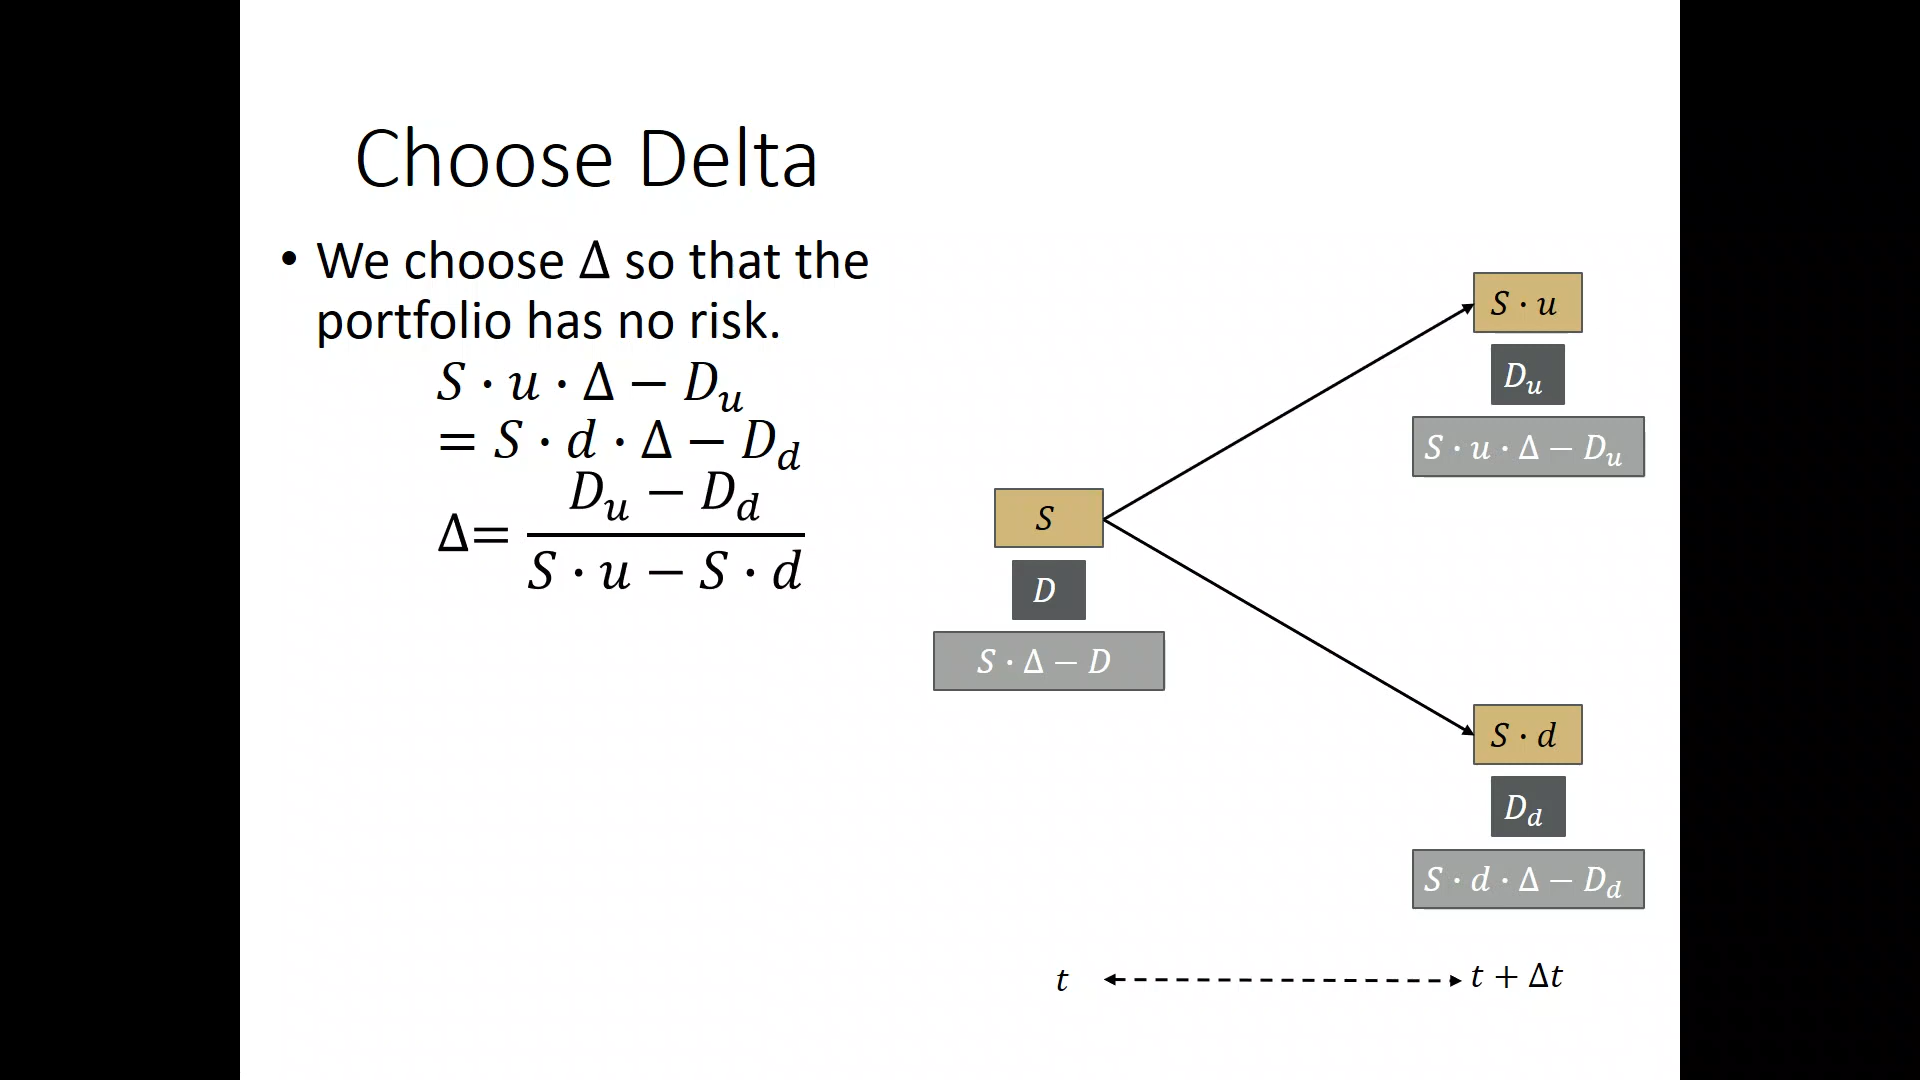 Choose Delta
• We choose Δ so that the
portfolio has no risk.
S · u · Δ − D_u
= S · d · Δ − D_d
Δ= \frac{D_u − D_d}{S · u − S · d}
S · u
D_u
S · u · Δ − D_u
S
D
S · Δ − D
S · d
D_d
S · d · Δ − D_d
t
t + Δt